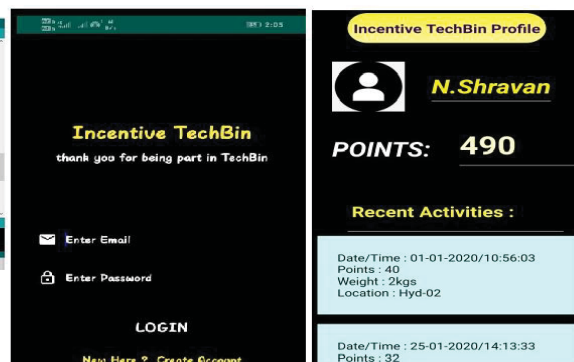 2:05
Incentive TechBin
thank you for being part in TechBin
Enter Email
Enter Password
LOGIN
New Here ? Create Account
Incentive TechBin Profile
N.Shravan
POINTS: 490
Recent Activities :
Date/Time : 01-01-2020/10:56:03
Points : 40
Weight : 2kgs
Location : Hyd-02
Date/Time : 25-01-2020/14:13:33
Points : 32